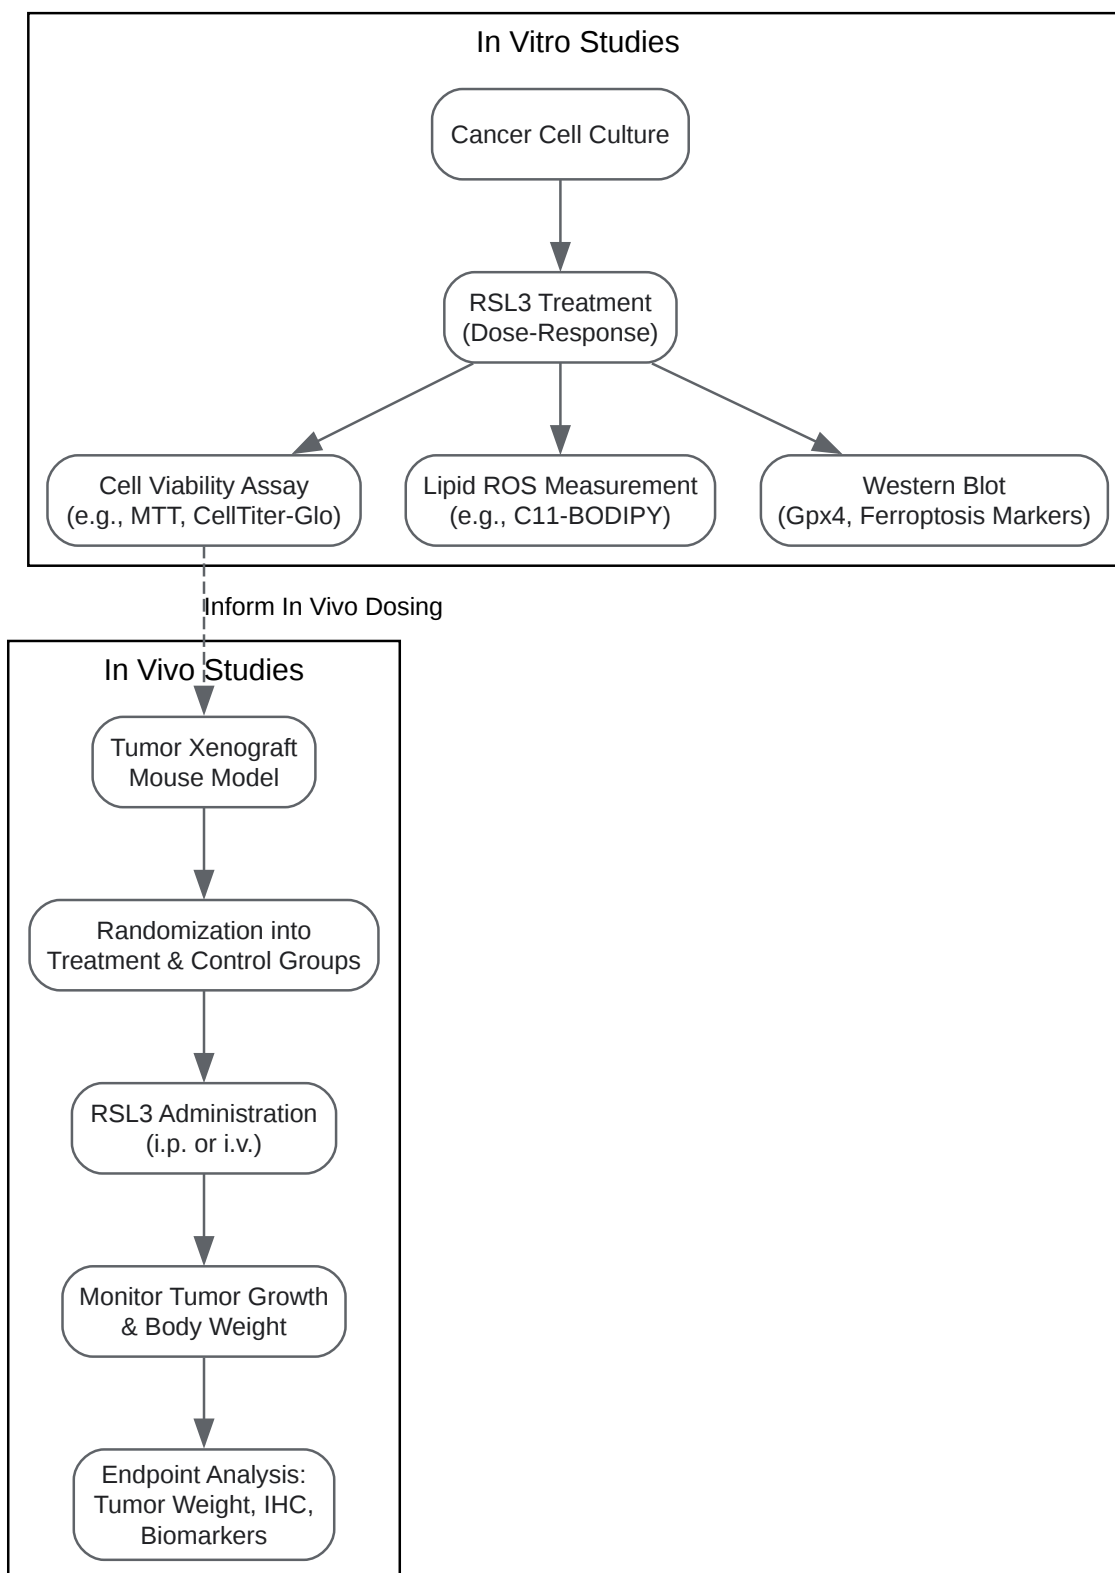 In Vitro Studies
Cancer Cell Culture
RSL3 Treatment
(Dose-Response)
Cell Viability Assay
(e.g., MTT, CellTiter-Glo)
Lipid ROS Measurement
(e.g., C11-BODIPY)
Western Blot
(Gpx4, Ferroptosis Markers)
Inform In Vivo Dosing
In Vivo Studies
Tumor Xenograft
Mouse Model
Randomization into
Treatment & Control Groups
RSL3 Administration
(i.p. or i.v.)
Monitor Tumor Growth
& Body Weight
Endpoint Analysis:
Tumor Weight, IHC,
Biomarkers